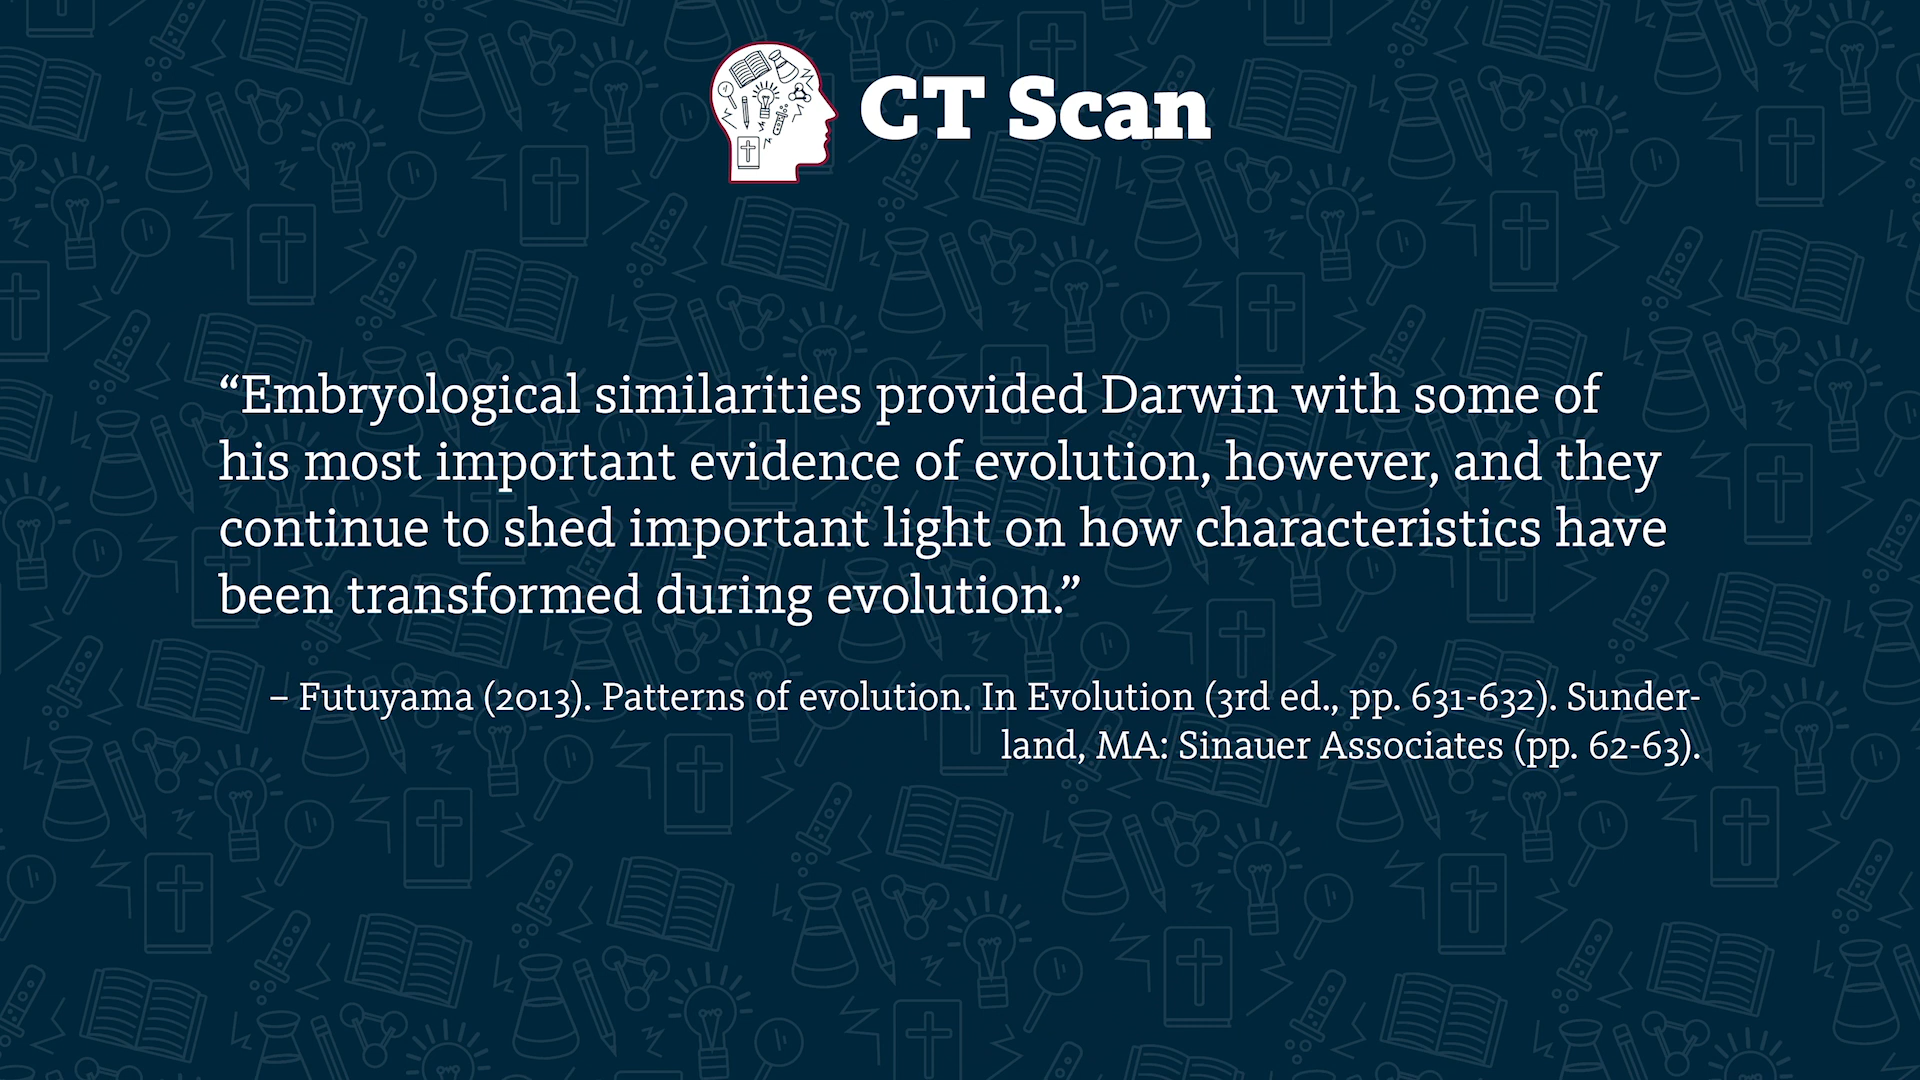 CT Scan
“Embryological similarities provided Darwin with some of
his most important evidence of evolution, however, and they
continue to shed important light on how characteristics have
been transformed during evolution.”
– Futuyama (2013). Patterns of evolution. In Evolution (3rd ed., pp. 631-632). Sunder-
land, MA: Sinauer Associates (pp. 62-63).